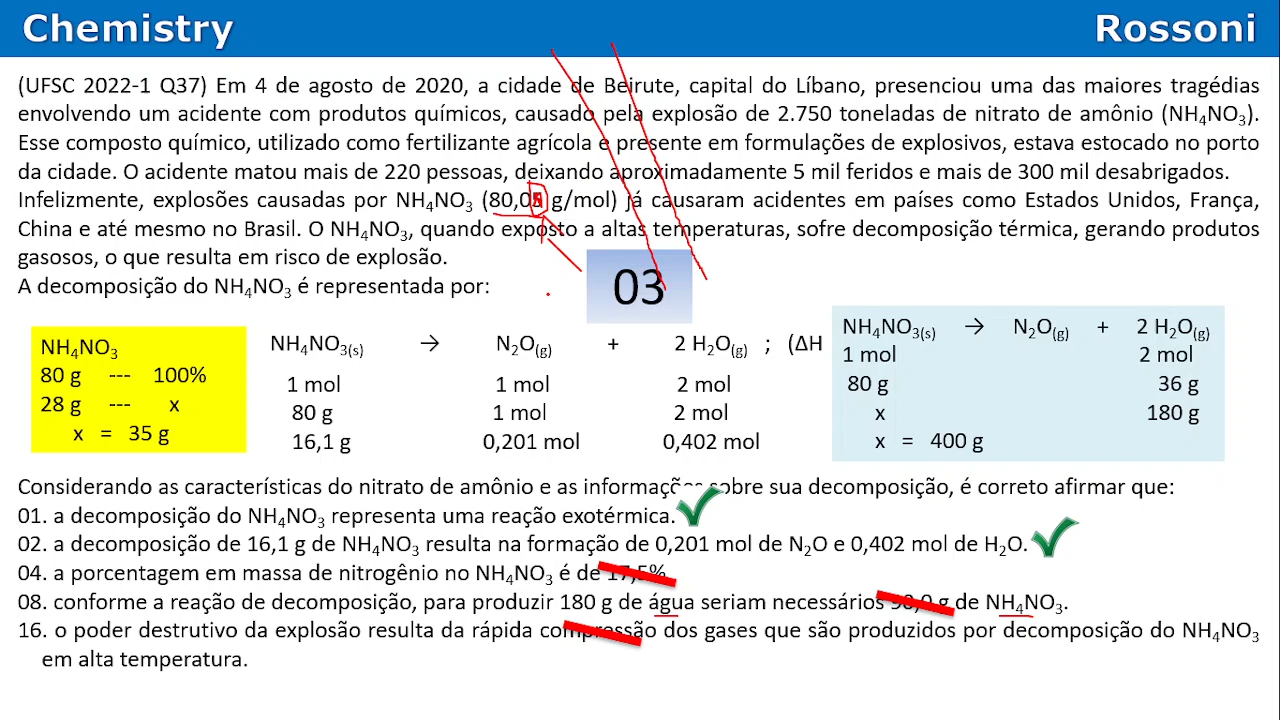 Chemistry Rossoni
(UFSC 2022-1 Q37) Em 4 de agosto de 2020, a cidade de Beirute, capital do Líbano, presenciou uma das maiores tragédias
envolvendo um acidente com produtos químicos, causado pela explosão de 2.750 toneladas de nitrato de amônio (NH₄NO₃).
Esse composto químico, utilizado como fertilizante agrícola e presente em formulações de explosivos, estava estocado no porto
da cidade. O acidente matou mais de 220 pessoas, deixando aproximadamente 5 mil feridos e mais de 300 mil desabrigados.
Infelizmente, explosões causadas por NH₄NO₃ (80,0 g/mol) já causaram acidentes em países como Estados Unidos, França,
China e até mesmo no Brasil. O NH₄NO₃, quando exposto a altas temperaturas, sofre decomposição térmica, gerando produtos
gasosos, o que resulta em risco de explosão.
A decomposição do NH₄NO₃ é representada por:
03
NH₄NO₃
80 g --- 100%
28 g --- x
x = 35 g
NH₄NO₃₍ₛ₎ → N₂O₍g₎ + 2 H₂O₍g₎ ; (ΔH
1 mol 1 mol 2 mol
80 g 1 mol 2 mol
16,1 g 0,201 mol 0,402 mol
NH₄NO₃₍ₛ₎ → N₂O₍g₎ + 2 H₂O₍g₎
1 mol 2 mol
80 g 36 g
x 180 g
x = 400 g
Considerando as características do nitrato de amônio e as informações sobre sua decomposição, é correto afirmar que:
01. a decomposição do NH₄NO₃ representa uma reação exotérmica.
02. a decomposição de 16,1 g de NH₄NO₃ resulta na formação de 0,201 mol de N₂O e 0,402 mol de H₂O.
04. a porcentagem em massa de nitrogênio no NH₄NO₃ é de 17,5%
08. conforme a reação de decomposição, para produzir 180 g de água seriam necessários g de NH₄NO₃.
16. o poder destrutivo da explosão resulta da rápida compressão dos gases que são produzidos por decomposição do NH₄NO₃
em alta temperatura.